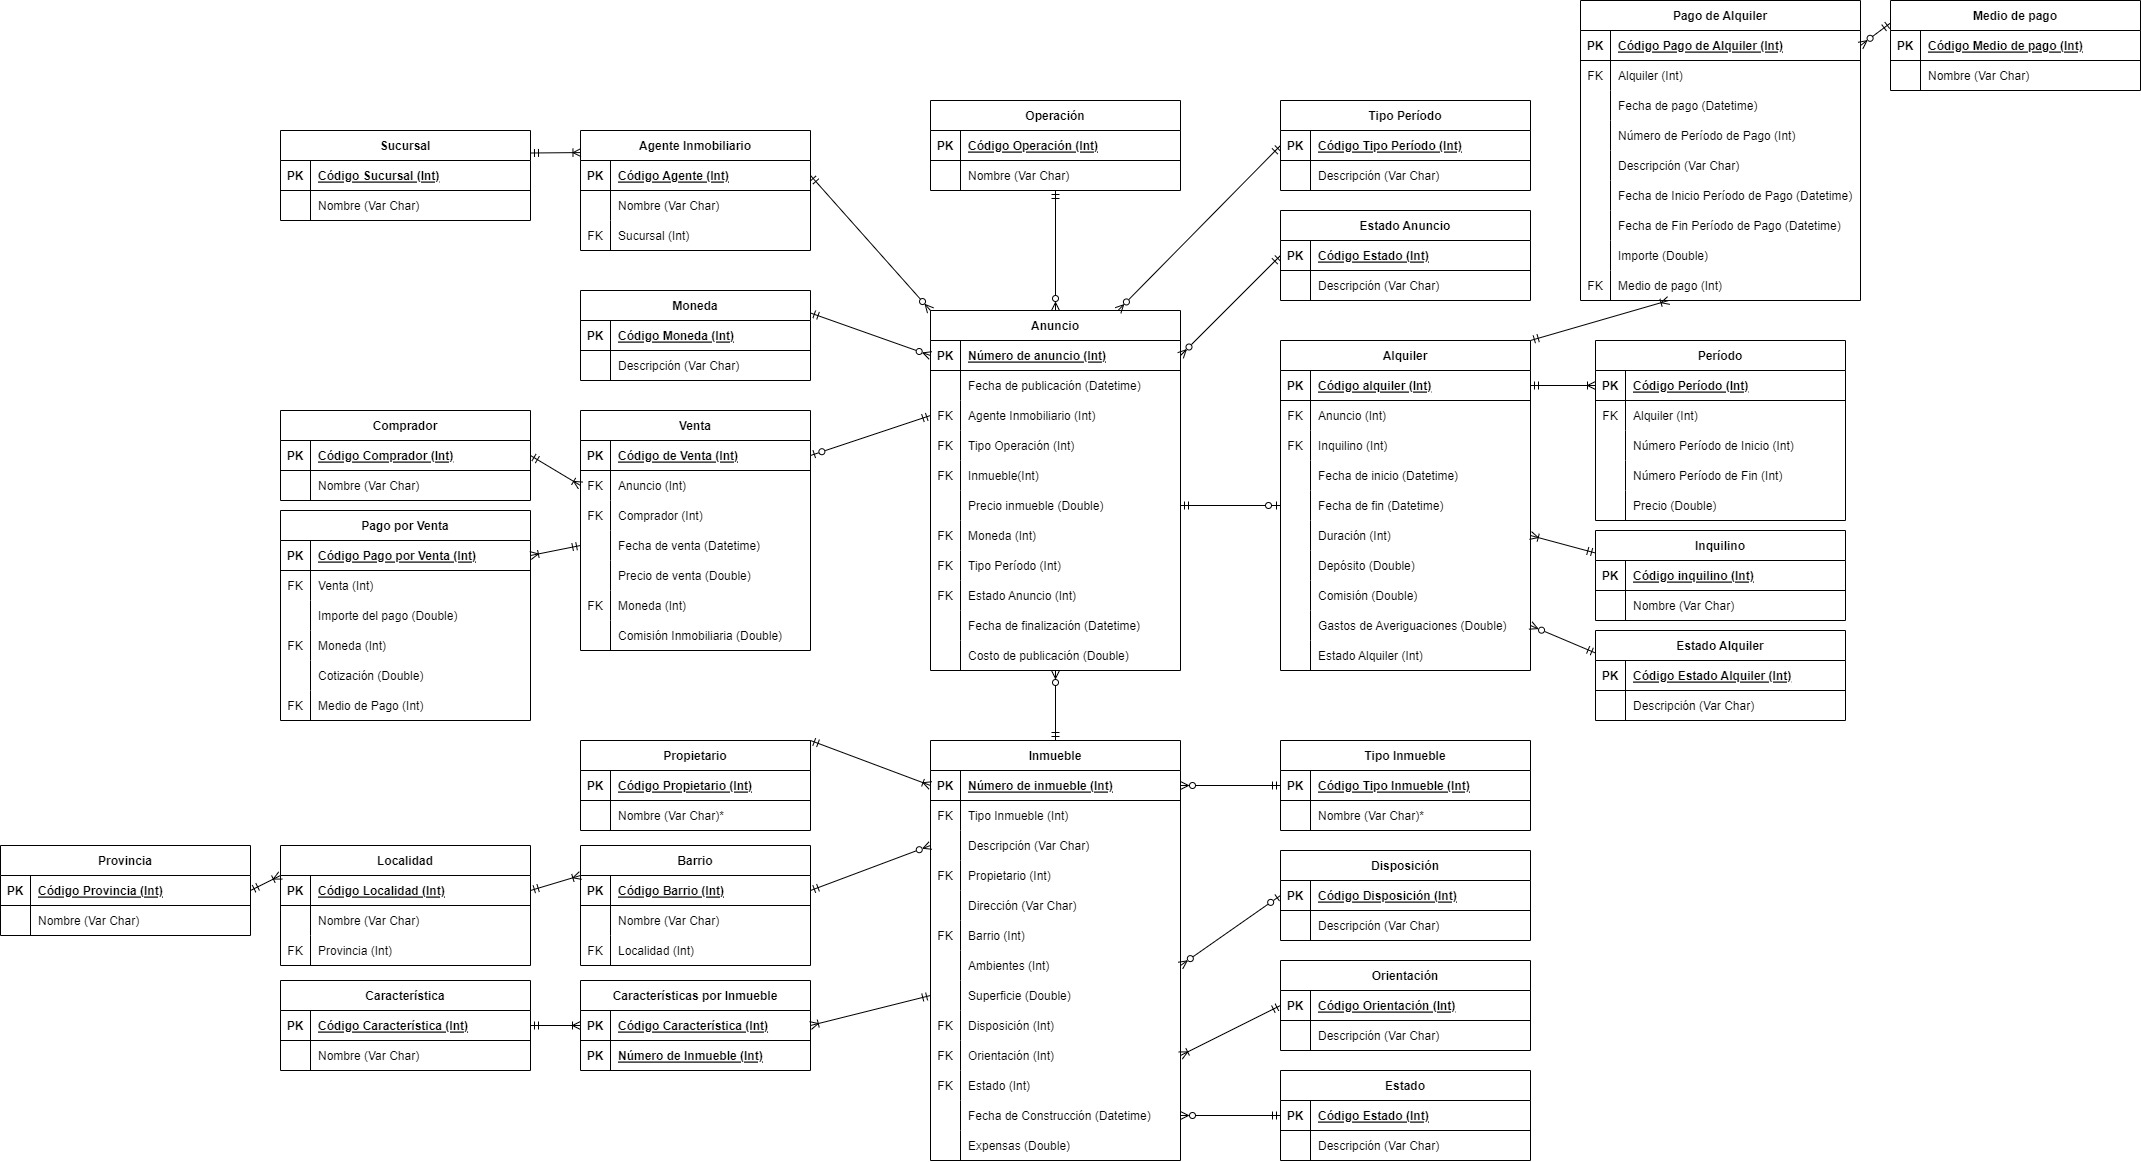 Pago de Alquiler
PK Código Pago de Alquiler (Int)
FK Alquiler (Int)
Fecha de pago (Datetime)
Número de Período de Pago (Int)
Descripción (Var Char)
Fecha de Inicio Período de Pago (Datetime)
Fecha de Fin Período de Pago (Datetime)
Importe (Double)
FK Medio de pago (Int)
Medio de pago
PK Código Medio de pago (Int)
Nombre (Var Char)
Operación
PK Código Operación (Int)
Nombre (Var Char)
Tipo Período
PK Código Tipo Período (Int)
Descripción (Var Char)
Sucursal
PK Código Sucursal (Int)
Nombre (Var Char)
Agente Inmobiliario
PK Código Agente (Int)
Nombre (Var Char)
FK Sucursal (Int)
Estado Anuncio
PK Código Estado (Int)
Descripción (Var Char)
Moneda
PK Código Moneda (Int)
Descripción (Var Char)
Anuncio
PK Número de anuncio (Int)
Fecha de publicación (Datetime)
FK Agente Inmobiliario (Int)
FK Tipo Operación (Int)
FK Inmueble(Int)
Precio inmueble (Double)
FK Moneda (Int)
FK Tipo Período (Int)
FK Estado Anuncio (Int)
Fecha de finalización (Datetime)
Costo de publicación (Double)
Alquiler
PK Código alquiler (Int)
FK Anuncio (Int)
FK Inquilino (Int)
Fecha de inicio (Datetime)
Fecha de fin (Datetime)
Duración (Int)
Depósito (Double)
Comisión (Double)
Gastos de Averiguaciones (Double)
Estado Alquiler (Int)
Período
PK Código Período (Int)
FK Alquiler (Int)
Número Período de Inicio (Int)
Número Período de Fin (Int)
Precio (Double)
Comprador
PK Código Comprador (Int)
Nombre (Var Char)
Venta
PK Código de Venta (Int)
FK Anuncio (Int)
FK Comprador (Int)
Fecha de venta (Datetime)
Precio de venta (Double)
FK Moneda (Int)
Comisión Inmobiliaria (Double)
Pago por Venta
PK Código Pago por Venta (Int)
FK Venta (Int)
Importe del pago (Double)
FK Moneda (Int)
Cotización (Double)
FK Medio de Pago (Int)
Inquilino
PK Código inquilino (Int)
Nombre (Var Char)
Estado Alquiler
PK Código Estado Alquiler (Int)
Descripción (Var Char)
Propietario
PK Código Propietario (Int)
Nombre (Var Char)*
Inmueble
PK Número de inmueble (Int)
FK Tipo Inmueble (Int)
Descripción (Var Char)
FK Propietario (Int)
Dirección (Var Char)
FK Barrio (Int)
Ambientes (Int)
Superficie (Double)
FK Disposición (Int)
FK Orientación (Int)
FK Estado (Int)
Fecha de Construcción (Datetime)
Expensas (Double)
Tipo Inmueble
PK Código Tipo Inmueble (Int)
Nombre (Var Char)*
Provincia
PK Código Provincia (Int)
Nombre (Var Char)
Localidad
PK Código Localidad (Int)
Nombre (Var Char)
FK Provincia (Int)
Barrio
PK Código Barrio (Int)
Nombre (Var Char)
FK Localidad (Int)
Disposición
PK Código Disposición (Int)
Descripción (Var Char)
Característica
PK Código Característica (Int)
Nombre (Var Char)
Características por Inmueble
PK Código Característica (Int)
PK Número de Inmueble (Int)
Orientación
PK Código Orientación (Int)
Descripción (Var Char)
Estado
PK Código Estado (Int)
Descripción (Var Char)